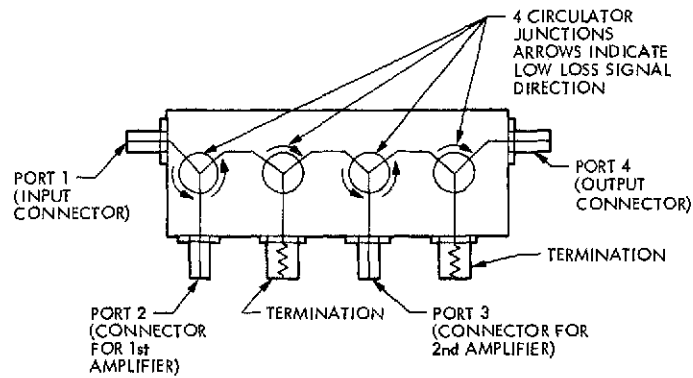 4 CIRCULATOR
JUNCTIONS
ARROWS INDICATE
LOW LOSS SIGNAL
DIRECTION
PORT 1
(INPUT
CONNECTOR)
PORT 4
(OUTPUT
CONNECTOR)
TERMINATION
PORT 2
(CONNECTOR
FOR 1st
AMPLIFIER)
TERMINATION
PORT 3
(CONNECTOR FOR
2nd AMPLIFIER)